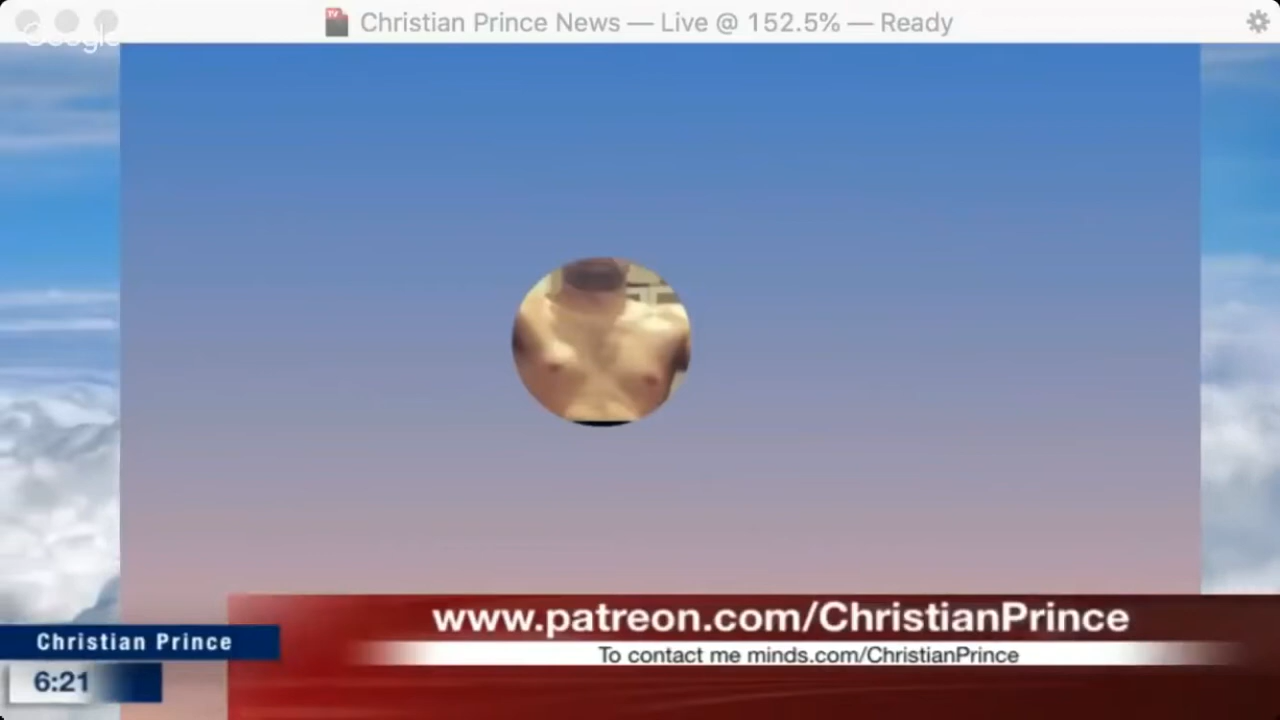 Christian Prince News — Live @ 152.5% — Ready
Google
www.patreon.com/ChristianPrince
To contact me minds.com/ChristianPrince
Christian Prince
6:21